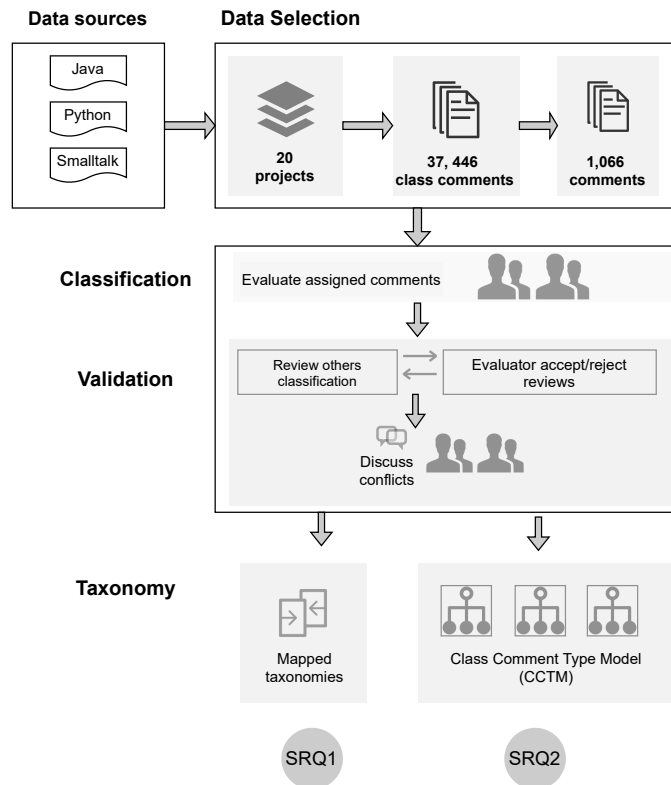 Data sources
Data Selection
Java
Python
Smalltalk
20
projects
37, 446
class comments
1,066
comments
Classification
Evaluate assigned comments
Validation
Review others
classification
Evaluator accept/reject
reviews
Discuss
conflicts
Taxonomy
Mapped
taxonomies
Class Comment Type Model
(CCTM)
SRQ1
SRQ2